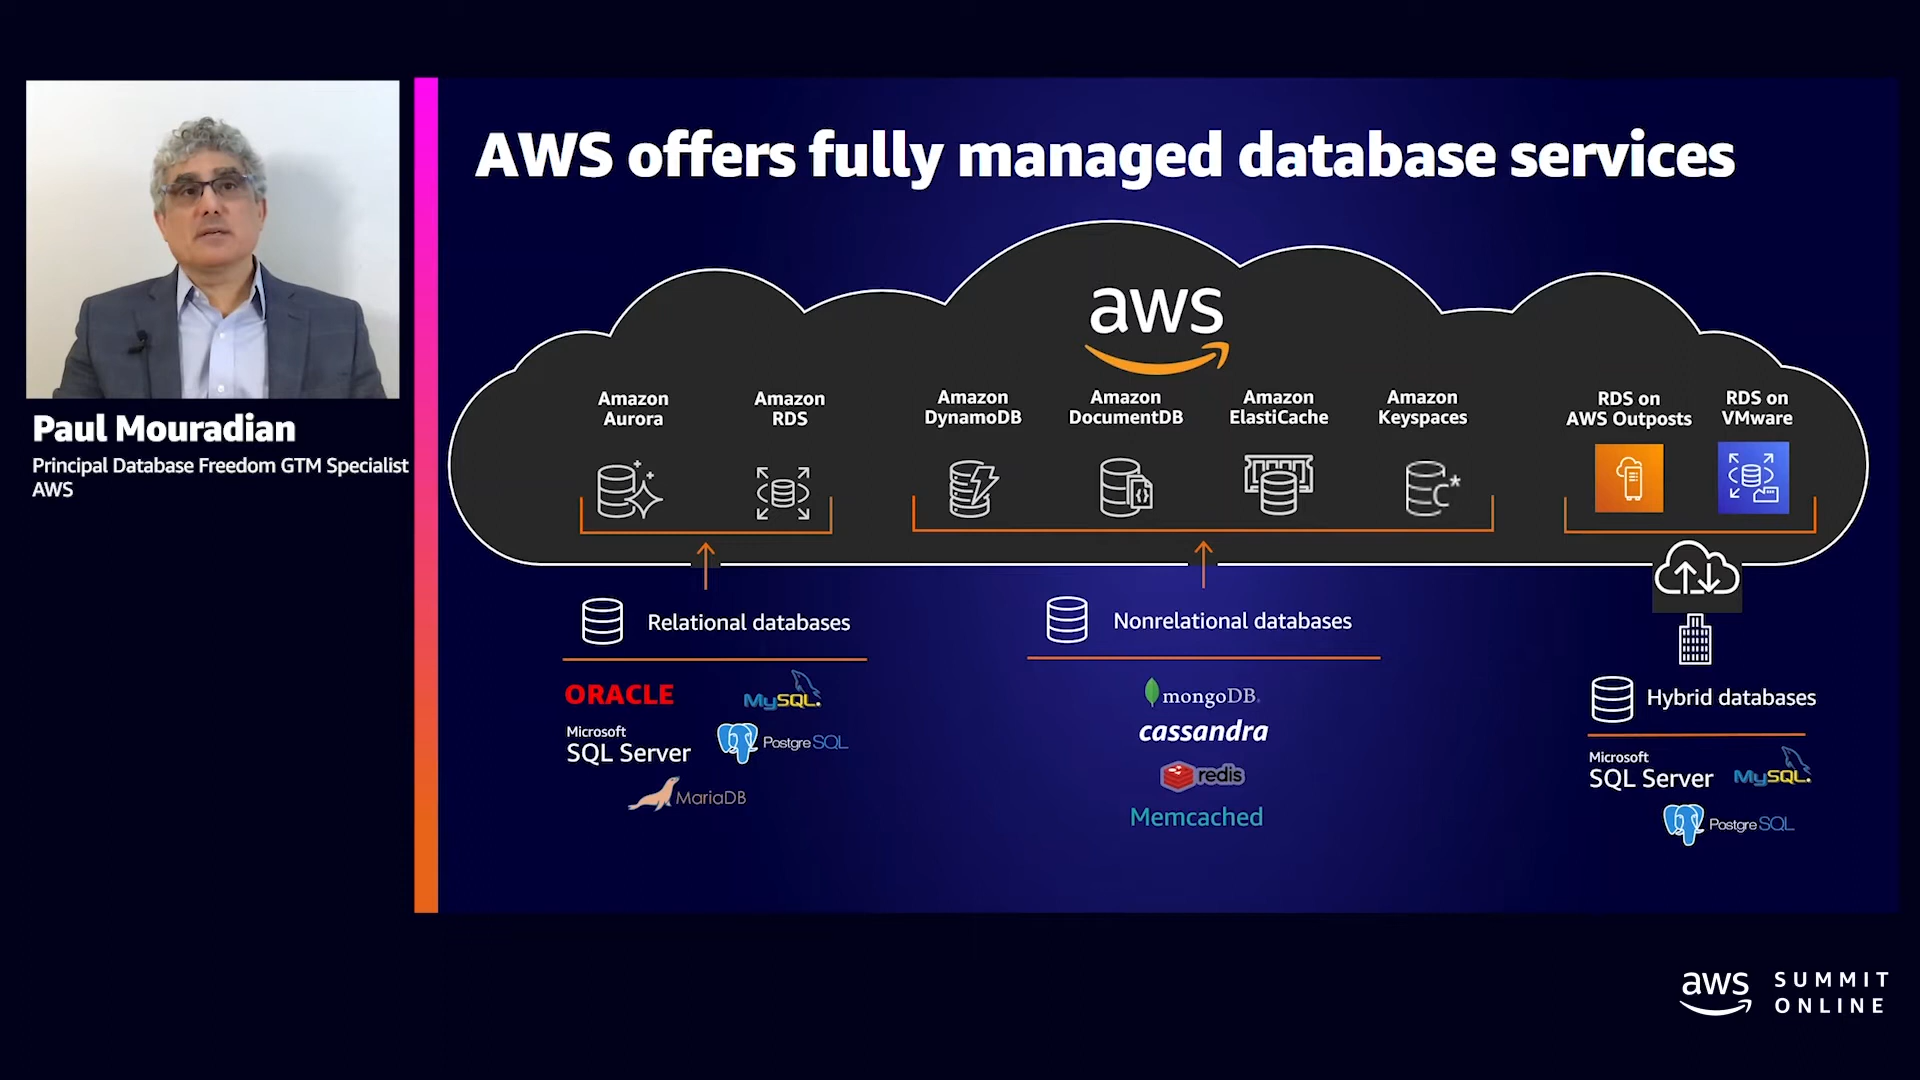 AWS offers fully managed database services
Paul Mouradian
Principal Database Freedom GTM Specialist
AWS
aws
Amazon
Aurora
Amazon
RDS
Amazon
DynamoDB
Amazon
DocumentDB
Amazon
ElastiCache
Amazon
Keyspaces
RDS on
AWS Outposts
RDS on
VMware
{}
C*
Relational databases
ORACLE
MySQL.
Microsoft
SQL Server
PostgreSQL
MariaDB
Nonrelational databases
mongoDB.
cassandra
redis
Memcached
Hybrid databases
Microsoft
SQL Server
MySQL.
PostgreSQL
aws
SUMMIT
ONLINE